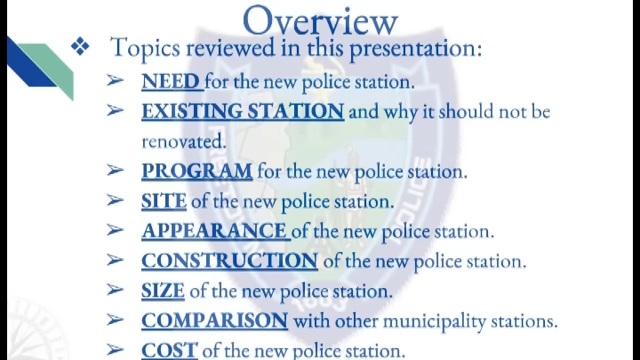 Overview
❖ Topics reviewed in this presentation:
➢ NEED for the new police station.
➢ EXISTING STATION and why it should not be
renovated.
➢ PROGRAM for the new police station.
➢ SITE of the new police station.
➢ APPEARANCE of the new police station.
➢ CONSTRUCTION of the new police station.
➢ SIZE of the new police station.
➢ COMPARISON with other municipality stations.
➢ COST of the new police station.
POLICE